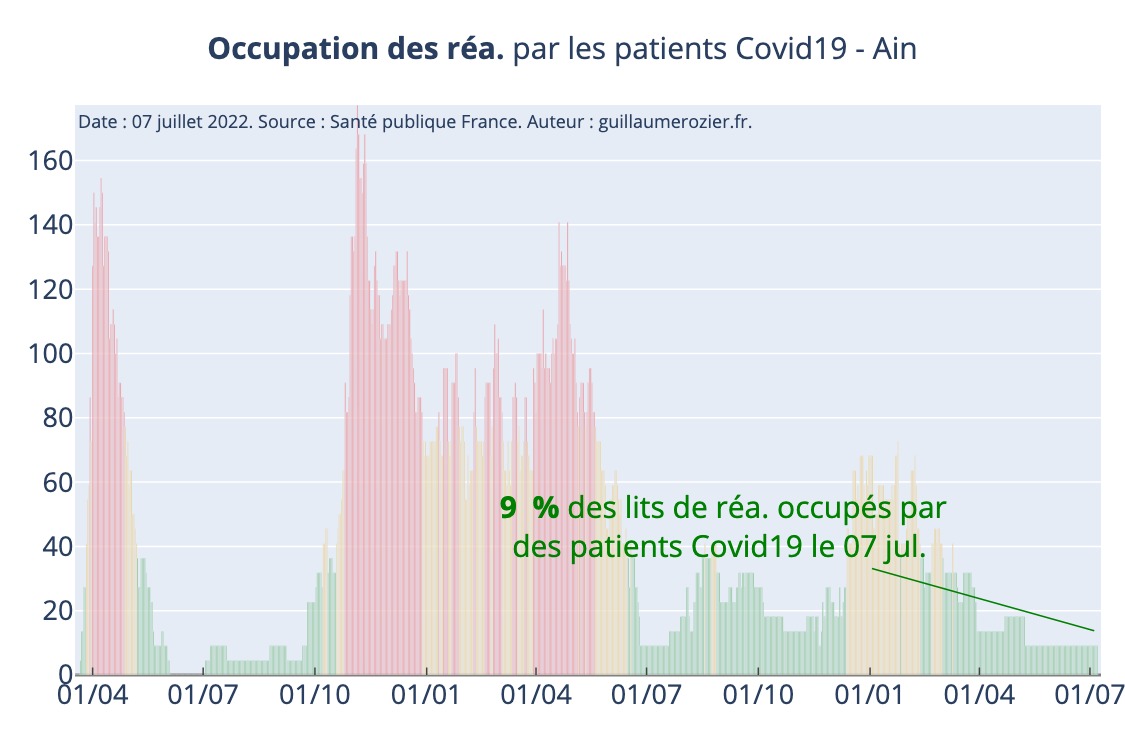 Occupation des réa. par les patients Covid19 - Ain
Date : 07 juillet 2022. Source : Santé publique France. Auteur : guillaumerozier.fr.
160
140
120
100
80
60
40
20
0
9 % des lits de réa. occupés par
des patients Covid19 le 07 jul.
01/04 01/07 01/10 01/01 01/04 01/07 01/10 01/01 01/04 01/07